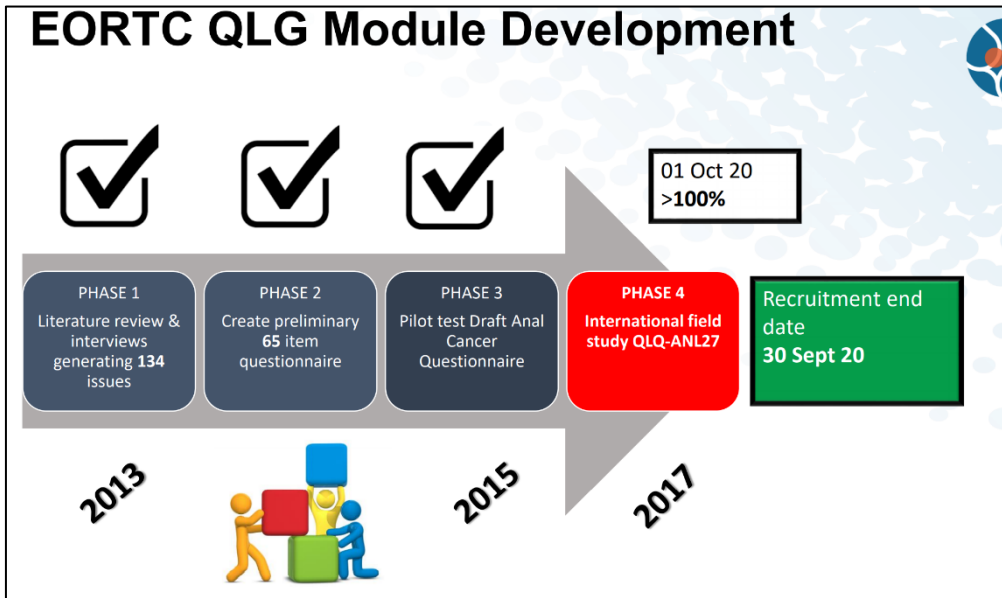 EORTC QLG Module Development
01 Oct 20
>100%
PHASE 1
Literature review &
interviews
generating 134
issues
PHASE 2
Create preliminary
65 item
questionnaire
PHASE 3
Pilot test Draft Anal
Cancer
Questionnaire
PHASE 4
International field
study QLQ-ANL27
Recruitment end
date
30 Sept 20
2013
2015
2017